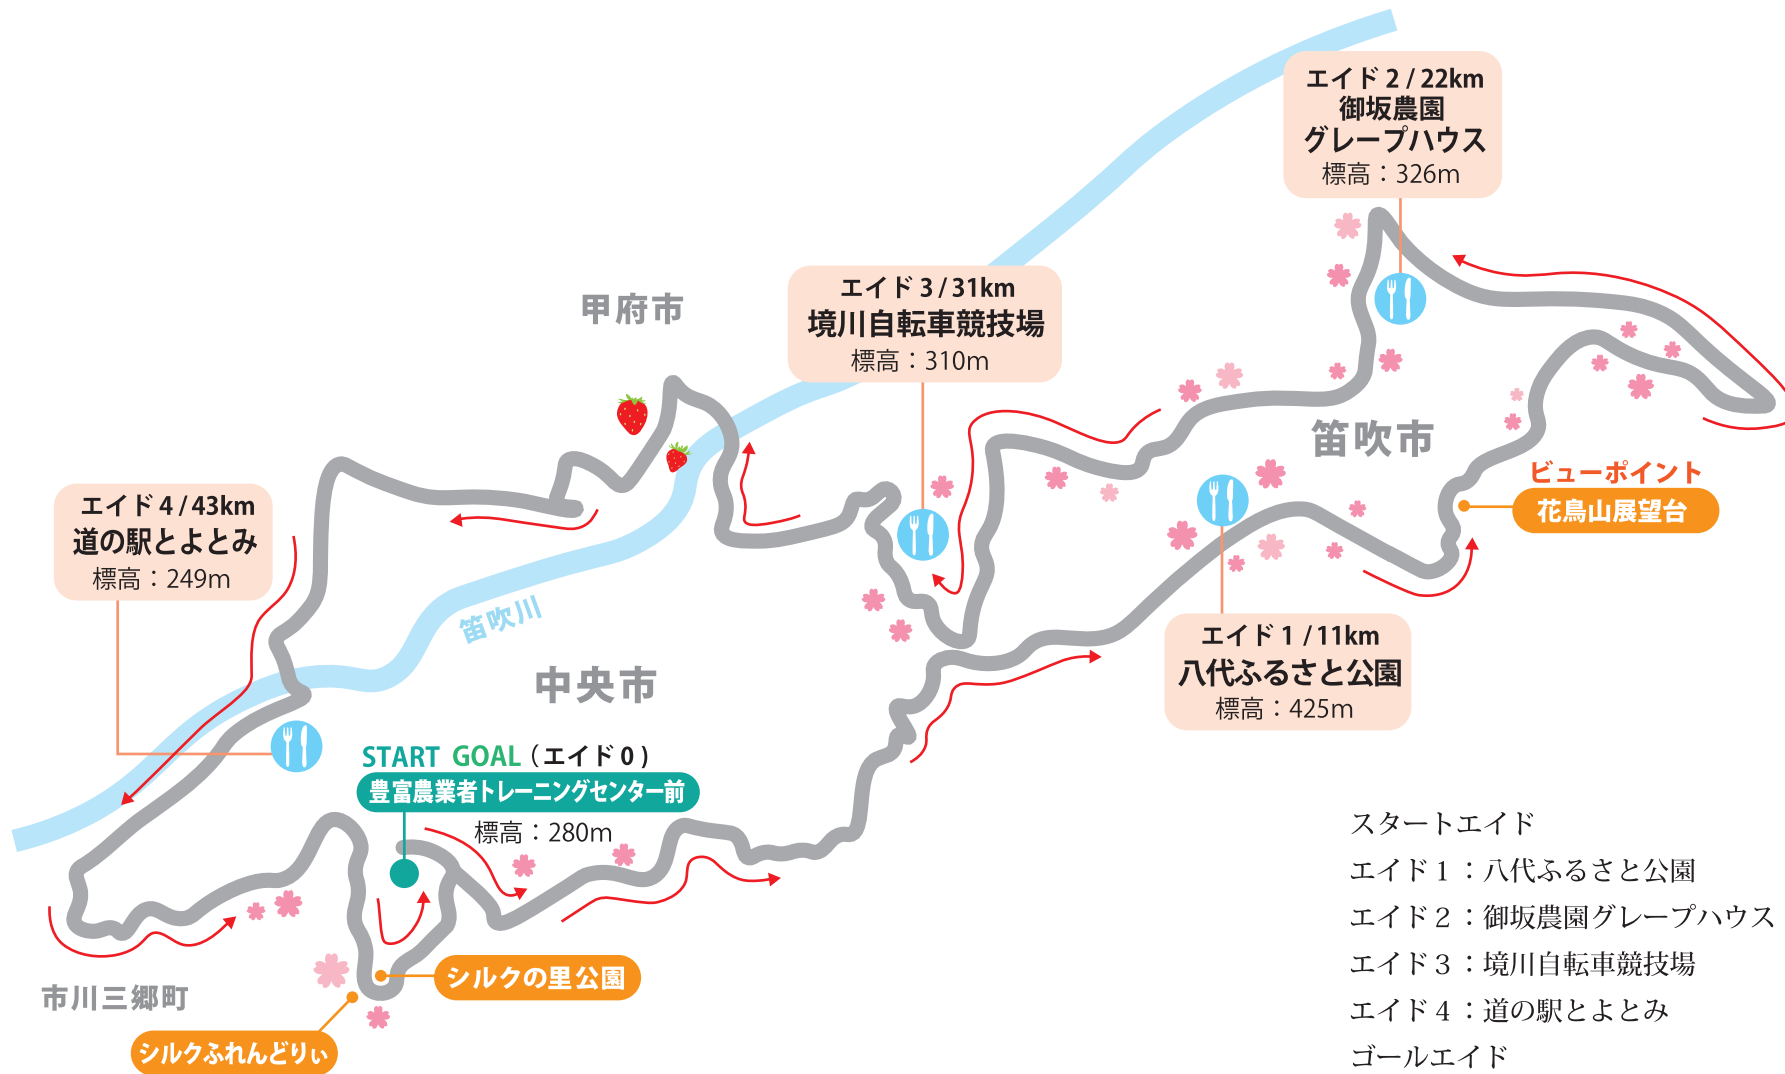 エイド 2 / 22km
御坂農園
グレープハウス
標高：326m
エイド 3 / 31km
境川自転車競技場
標高：310m
甲府市
笛吹市
ビューポイント
花鳥山展望台
エイド 4 / 43km
道の駅とよとみ
標高：249m
笛吹川
中央市
エイド 1 / 11km
八代ふるさと公園
標高：425m
START GOAL（エイド 0）
豊富農業者トレーニングセンター前
標高：280m
シルクの里公園
市川三郷町
シルクふれんどりぃ
スタートエイド
エイド１：八代ふるさと公園
エイド２：御坂農園グレープハウス
エイド３：境川自転車競技場
エイド４：道の駅とよとみ
ゴールエイド